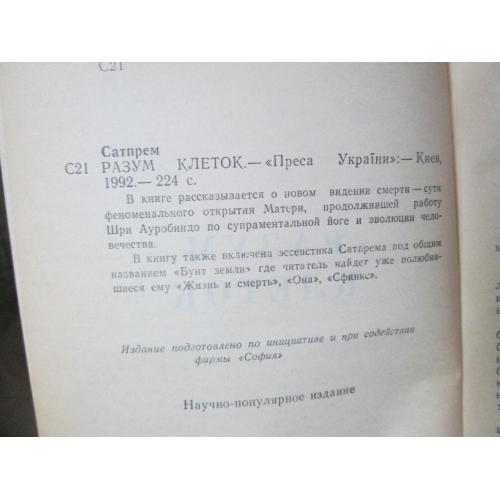 С21
Сатпрем
С21 РАЗУМ КЛЕТОК.— «Преса України»:— Киев,
1992.— 224 с.
В книге рассказывается о новом видении смерти — сути
феноменального открытия Матери, продолжившей работу
Шри Ауробиндо по супраментальной йоге и эволюции чело-
вечества.
В книгу также включена эссенстика Сатпрема под общим
названием «Бунт земли» где читатель найдет уже полюбив-
шиеся ему «Жизнь и смерть», «Она», «Сфинкс».
Издание подготовлено по инициативе и при содействии
фирмы «София»
Научно-популярное издание